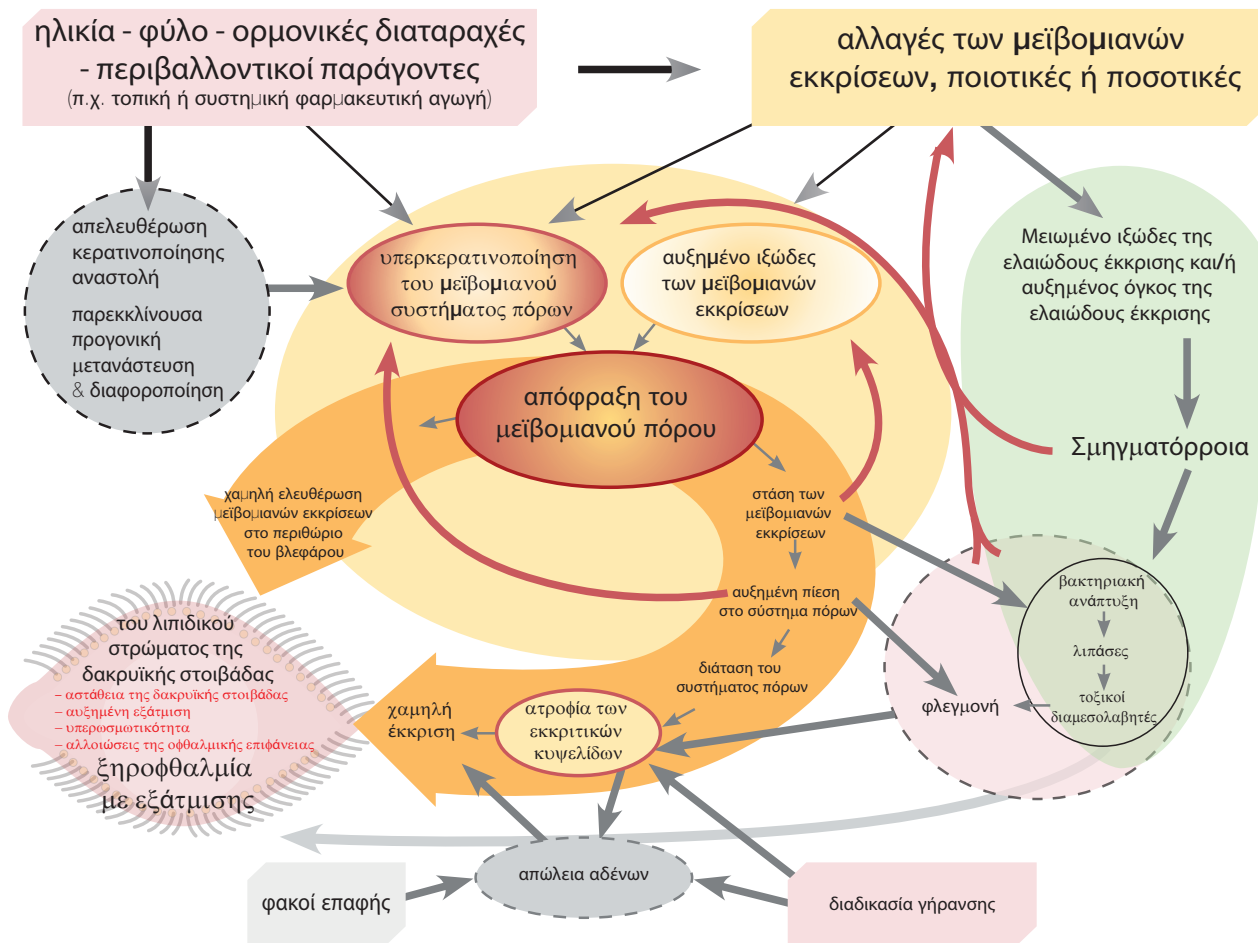 ηλικία - φύλο - ορμονικές διαταραχές
- περιβαλλοντικοί παράγοντες
(π.χ. τοπική ή συστημική φαρμακευτική αγωγή)
αλλαγές των μεϊβομιανών
εκκρίσεων, ποιοτικές ή ποσοτικές
απελευθέρωση
κερατινοποίησης
αναστολή
παρεκκλίνουσα
προγονική
μετανάστευση
& διαφοροποίηση
υπερκερατινοποίηση
του μεϊβομιανού
συστήματος πόρων
αυξημένο ιξώδες
των μεϊβομιανών
εκκρίσεων
Μειωμένο ιξώδες της
ελαιώδους έκκρισης και/ή
αυξημένος όγκος της
ελαιώδους έκκρισης
απόφραξη του
μεϊβομιανού πόρου
Σμηγματόρροια
χαμηλή ελευθέρωση
μεϊβομιανών εκκρίσεων
στο περιθώριο
του βλεφάρου
στάση των
μεϊβομιανών
εκκρίσεων
αυξημένη πίεση
στο σύστημα πόρων
διάταση του
συστήματος πόρων
βακτηριακή
ανάπτυξη
λιπάσες
τοξικοί
διαμεσολαβητές
φλεγμονή
του λιπιδικού
στρώματος της
δακρυϊκής στοιβάδας
– αστάθεια της δακρυϊκής στοιβάδας
– αυξημένη εξάτμιση
– υπερωσμωτικότητα
– αλλοιώσεις της οφθαλμικής επιφάνειας
ξηροφθαλμία
με εξάτμισης
χαμηλή
έκκριση
ατροφία των
εκκριτικών
κυψελίδων
απώλεια αδένων
φακοί επαφής
διαδικασία γήρανσης